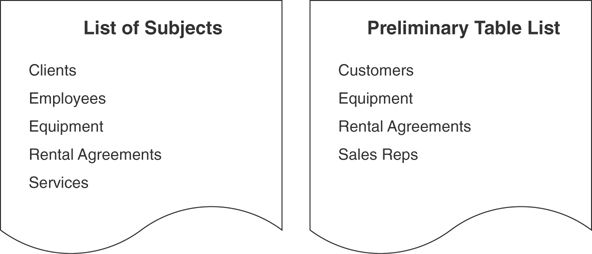 List of Subjects
Clients
Employees
Equipment
Rental Agreements
Services
Preliminary Table List
Customers
Equipment
Rental Agreements
Sales Reps